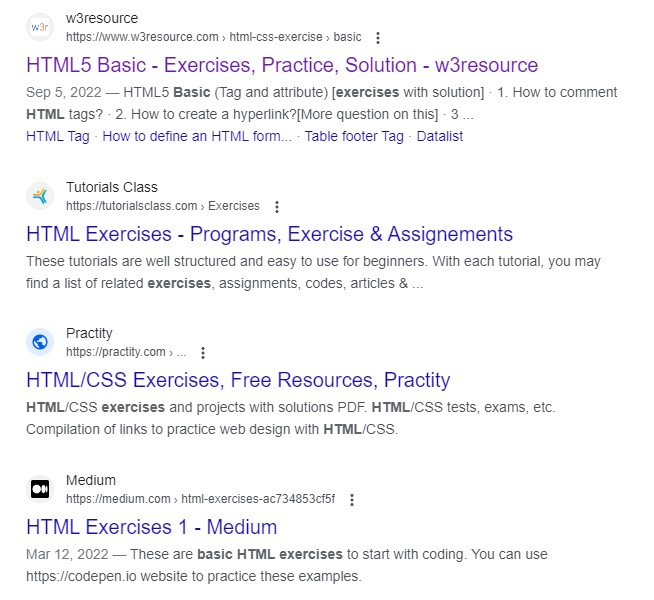 w3r
w3resource
https://www.w3resource.com › html-css-exercise › basic
HTML5 Basic - Exercises, Practice, Solution - w3resource
Sep 5, 2022 — HTML5 Basic (Tag and attribute) [exercises with solution] · 1. How to comment
HTML tags? · 2. How to create a hyperlink?[More question on this] · 3 ...
HTML Tag · How to define an HTML form... · Table footer Tag · Datalist
Tutorials Class
https://tutorialsclass.com › Exercises
HTML Exercises - Programs, Exercise & Assignements
These tutorials are well structured and easy to use for beginners. With each tutorial, you may
find a list of related exercises, assignments, codes, articles & ...
Practity
https://practity.com › ...
HTML/CSS Exercises, Free Resources, Practity
HTML/CSS exercises and projects with solutions PDF. HTML/CSS tests, exams, etc.
Compilation of links to practice web design with HTML/CSS.
Medium
https://medium.com › html-exercises-ac734853cf5f
HTML Exercises 1 - Medium
Mar 12, 2022 — These are basic HTML exercises to start with coding. You can use
https://codepen.io website to practice these examples.